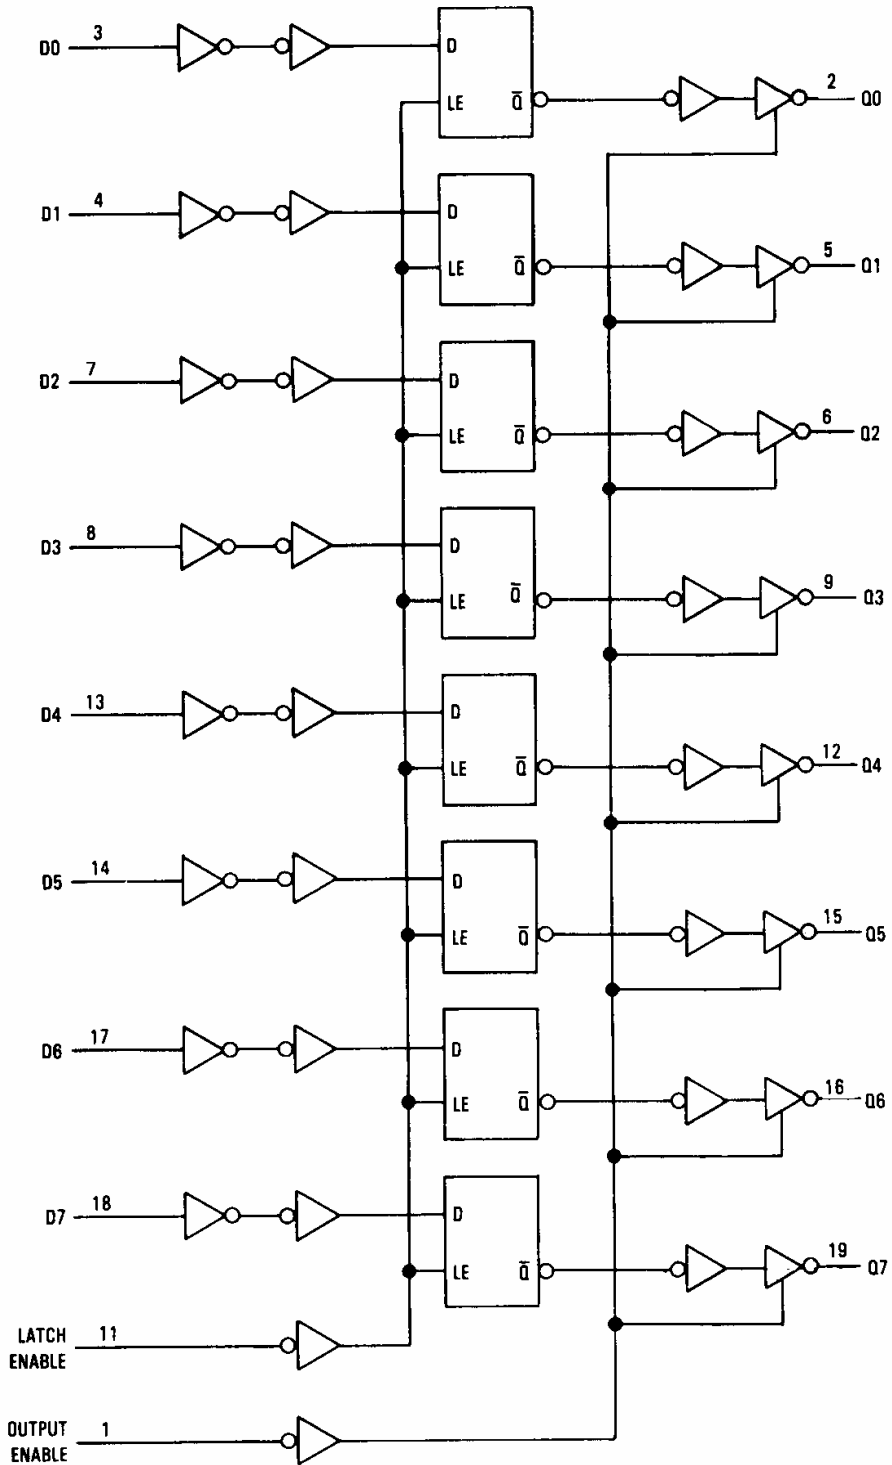 D0 3 D LE Q̅ 2 Q0
D1 4 D LE Q̅ 5 Q1
D2 7 D LE Q̅ 6 Q2
D3 8 D LE Q̅ 9 Q3
D4 13 D LE Q̅ 12 Q4
D5 14 D LE Q̅ 15 Q5
D6 17 D LE Q̅ 16 Q6
D7 18 D LE Q̅ 19 Q7
LATCH 11
ENABLE
OUTPUT 1
ENABLE